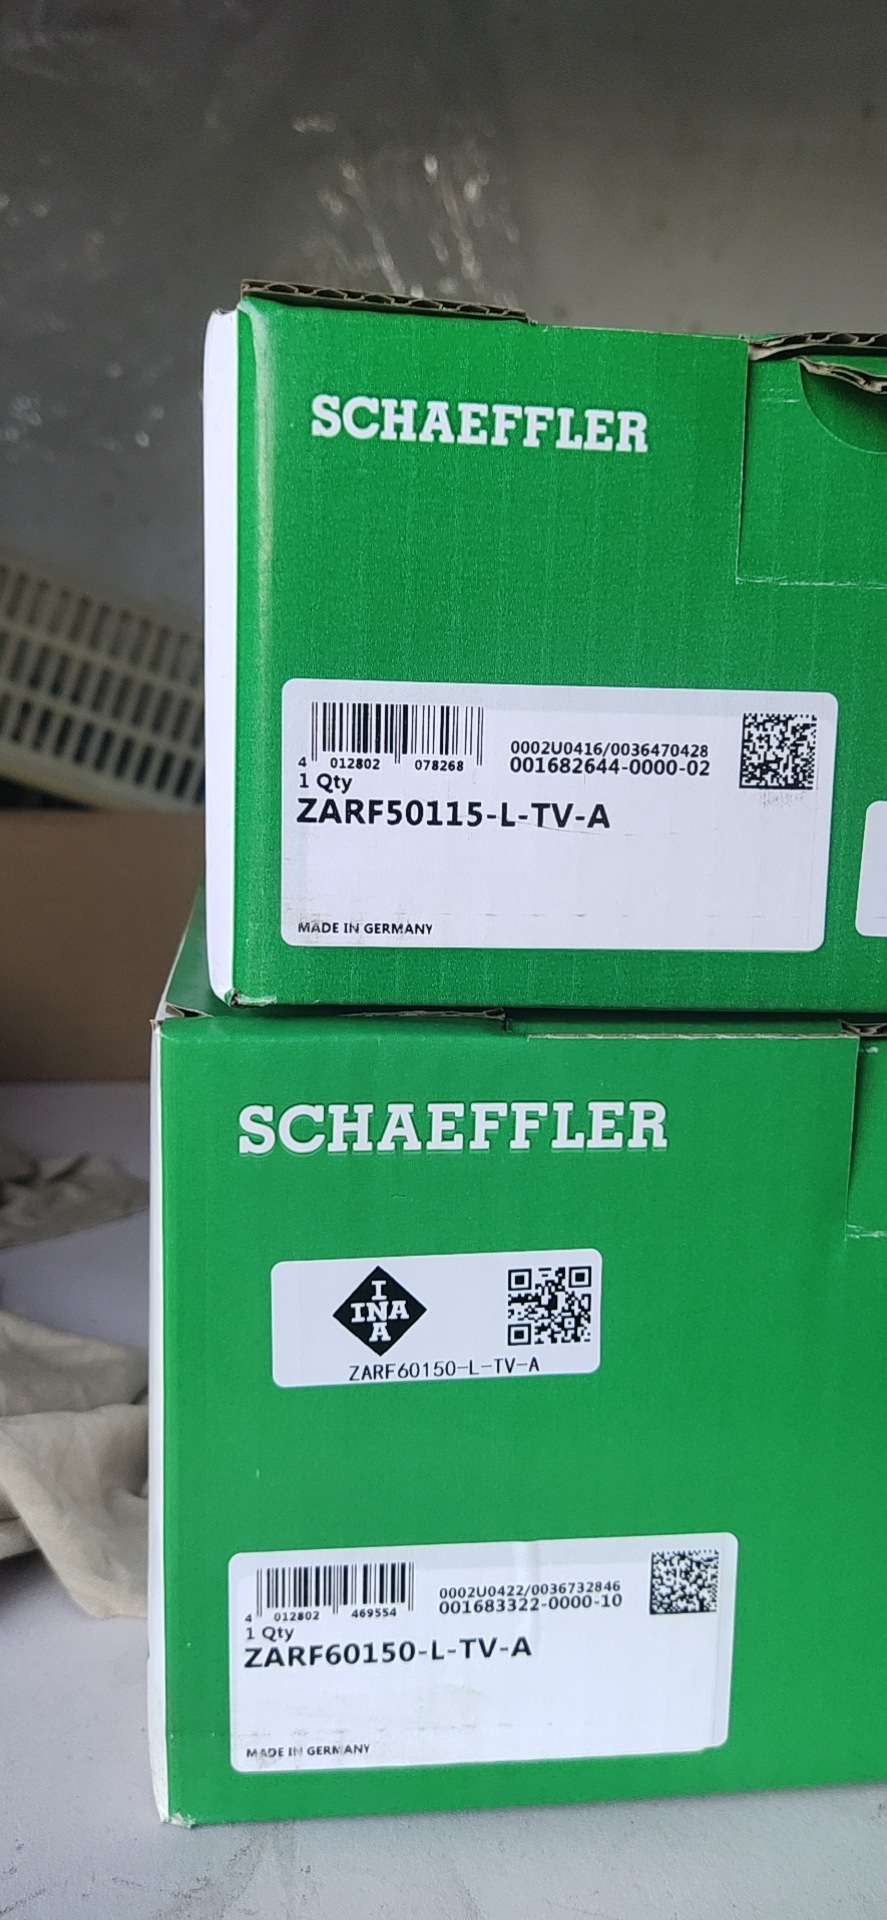 SCHAEFFLER
4 012802 078268
0002U0416/0036470428
001682644-0000-02
1 Qty
ZARF50115-L-TV-A
MADE IN GERMANY
SCHAEFFLER
I
INA
A
ZARF60150-L-TV-A
4 012802 469554
0002U0422/0036732846
001683322-0000-10
1 Qty
ZARF60150-L-TV-A
MADE IN GERMANY